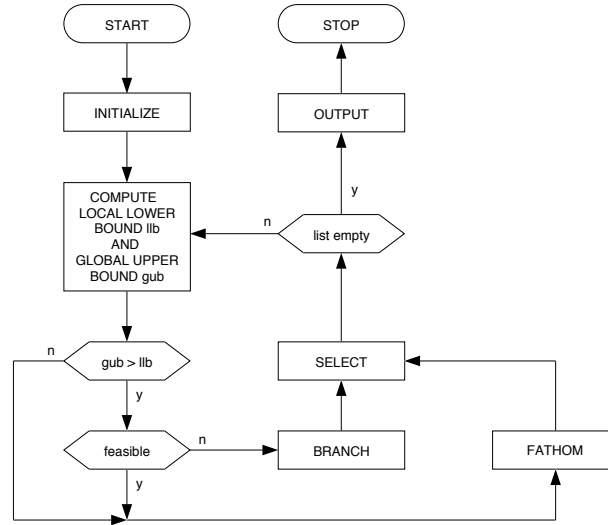 START
STOP
INITIALIZE
OUTPUT
COMPUTE
LOCAL LOWER
BOUND llb
AND
GLOBAL UPPER
BOUND gub
y
n
list empty
n
gub > llb
SELECT
y
feasible
n
BRANCH
FATHOM
y